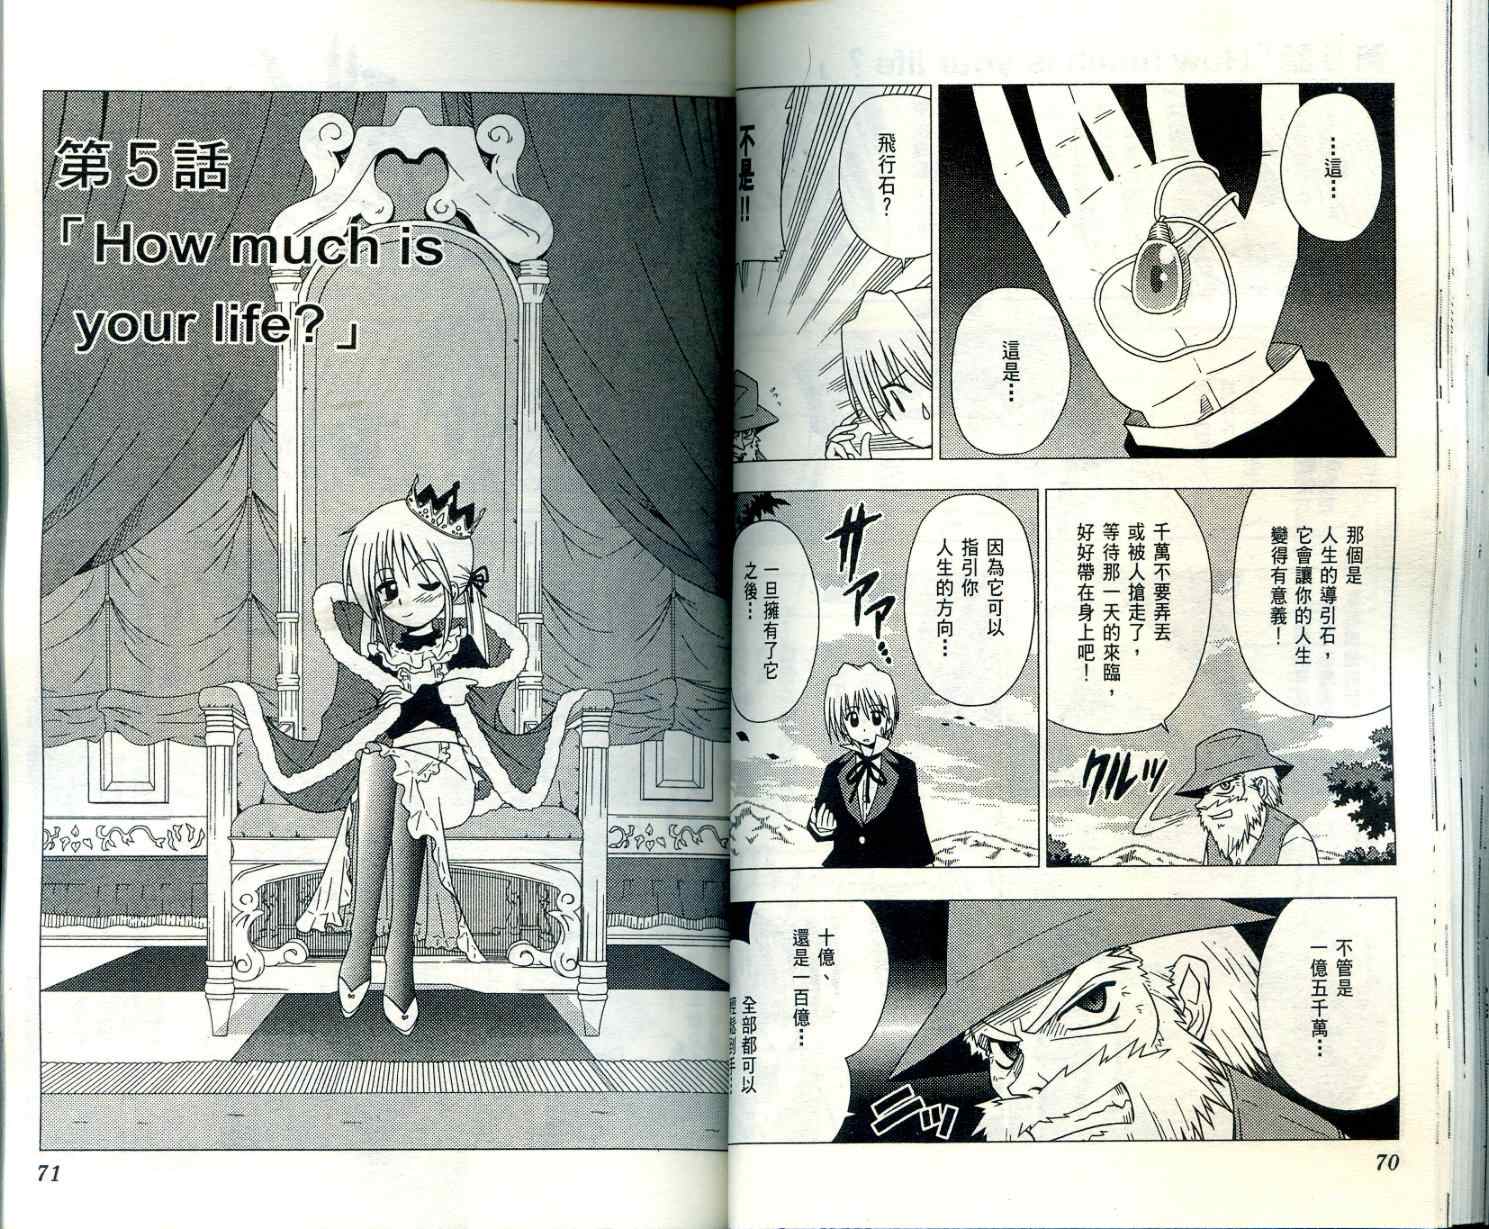 …這…
這是…
飛行石？
不是!!
那個是
人生的導引石，
它會讓你的人生
變得有意義！
千萬不要弄丟
或被人搶走了，
等待那一天的來臨，
好好帶在身上吧！
クルッ
因為它可以
指引你
人生的方向…
サアァァ…
一旦擁有了它
之後…
不管是
一億五千萬…
十億、
還是一百億…
ニッ
全部都可以
輕鬆到手…
70
第5話
「How much is
your life?」
71